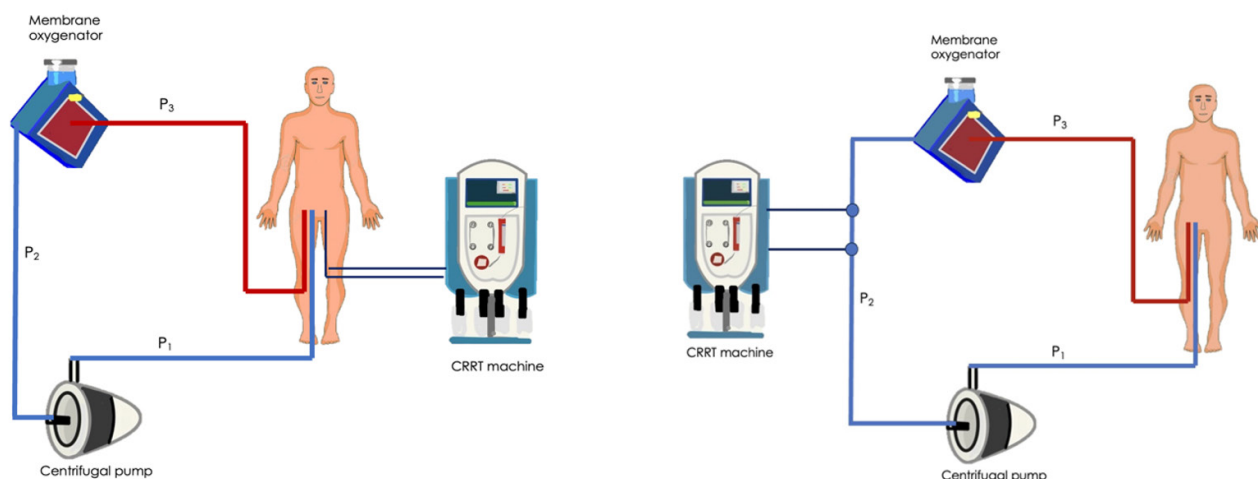 Membrane
oxygenator
P3
P2
P1
CRRT machine
Centrifugal pump
Membrane
oxygenator
P3
P2
P1
CRRT machine
Centrifugal pump